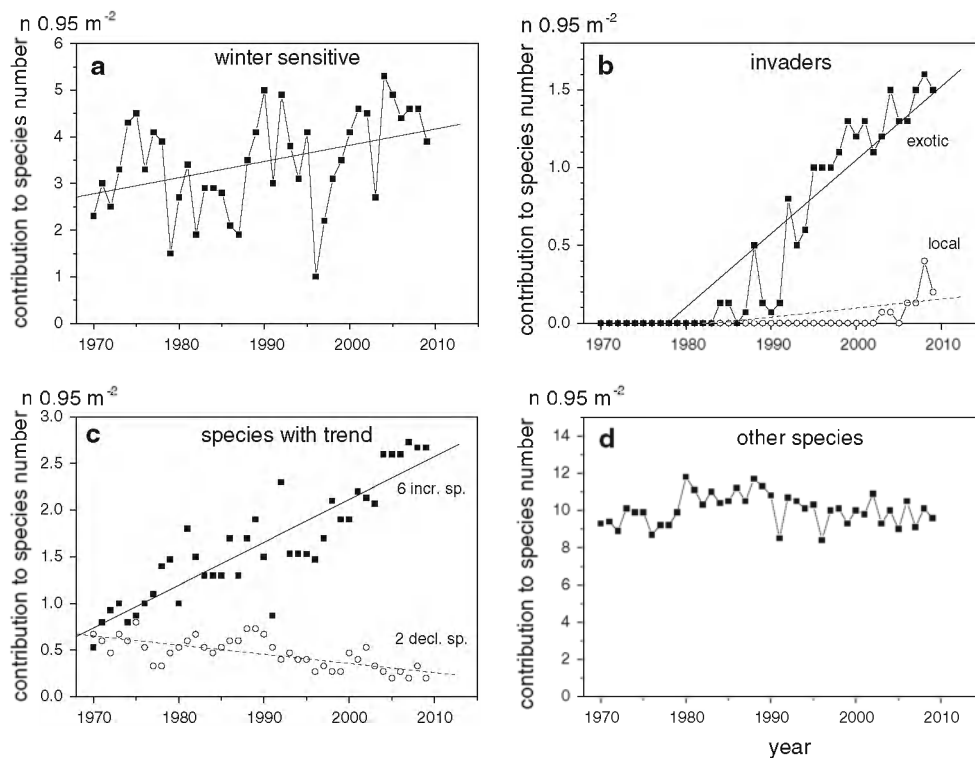 n 0.95 m-2
a
winter sensitive
contribution to species number
6
5
4
3
2
1
0
1970 1980 1990 2000 2010
n 0.95 m-2
b
invaders
exotic
local
contribution to species number
1.5
1.0
0.5
0.0
1970 1980 1990 2000 2010
n 0.95 m-2
c
species with trend
6 incr. sp.
2 decl. sp.
contribution to species number
3.0
2.5
2.0
1.5
1.0
0.5
0.0
1970 1980 1990 2000 2010
n 0.95 m-2
d
other species
contribution to species number
14
12
10
8
6
4
2
0
1970 1980 1990 2000 2010
year